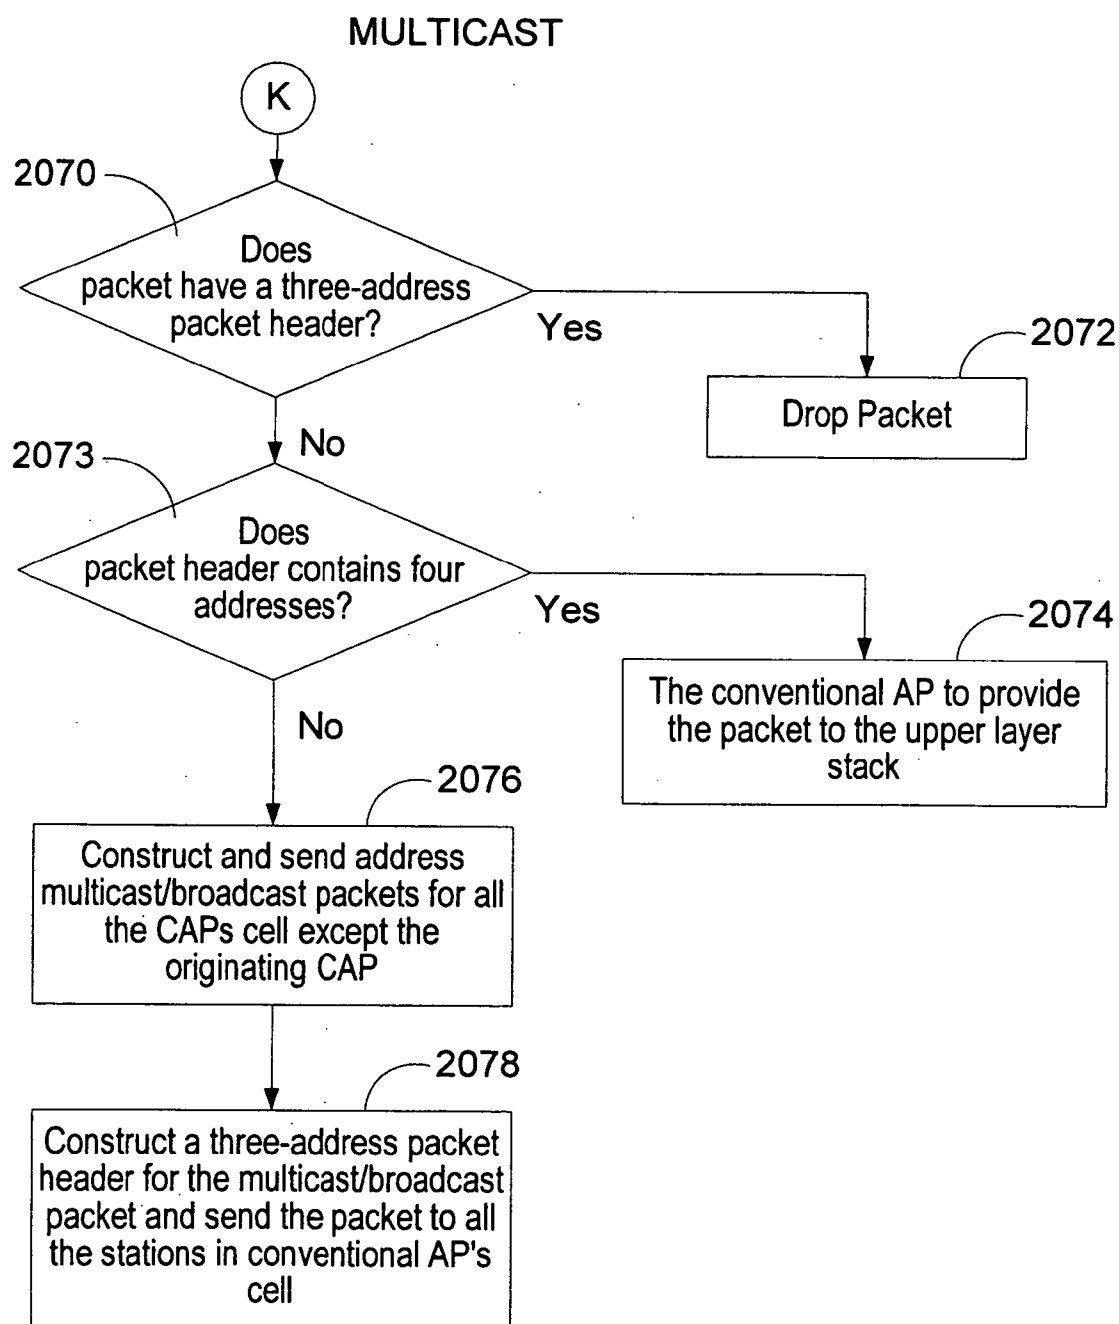 MULTICAST
K
2070
Does
packet have a three-address
packet header?
Yes
2072
Drop Packet
No
2073
Does
packet header contains four
addresses?
Yes
2074
The conventional AP to provide
the packet to the upper layer
stack
No
2076
Construct and send address
multicast/broadcast packets for all
the CAPs cell except the
originating CAP
2078
Construct a three-address packet
header for the multicast/broadcast
packet and send the packet to all
the stations in conventional AP's
cell